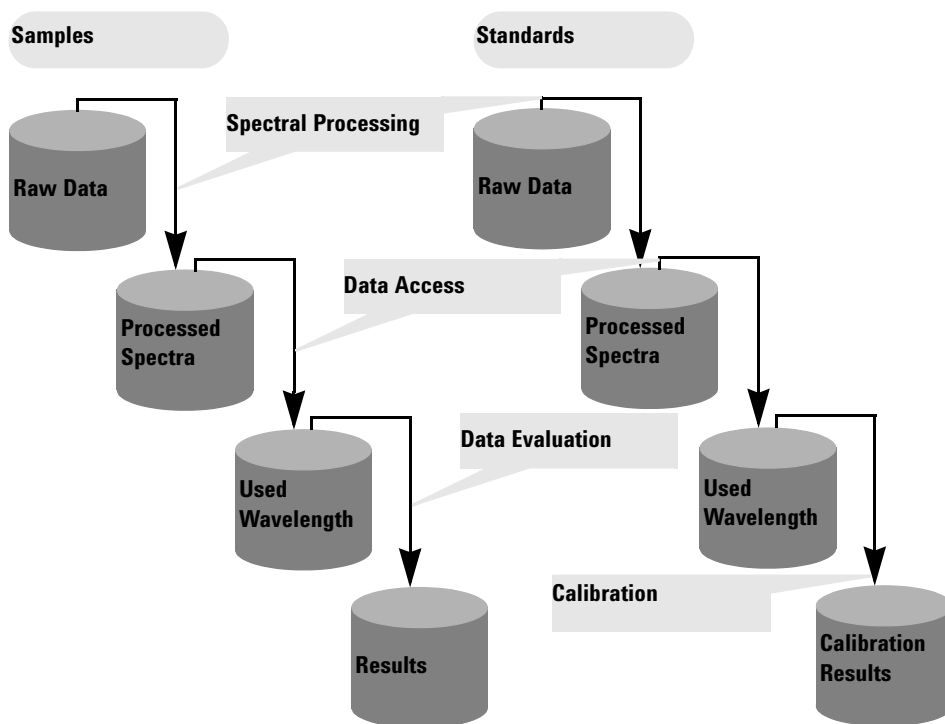 Samples
Standards
Spectral Processing
Raw Data
Raw Data
Data Access
Processed
Spectra
Processed
Spectra
Data Evaluation
Used
Wavelength
Used
Wavelength
Calibration
Results
Calibration
Results